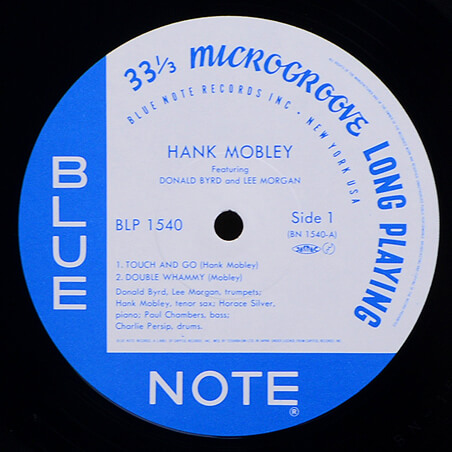 33 1/3 MICROGROOVE LONG PLAYING
BLUE NOTE RECORDS INC · NEW YORK USA
HANK MOBLEY
Featuring
DONALD BYRD and LEE MORGAN
BLP 1540
Side 1
(BN 1540-A)
1. TOUCH AND GO (Hank Mobley)
2. DOUBLE WHAMMY (Mobley)
Donald Byrd, Lee Morgan, trumpets;
Hank Mobley, tenor sax; Horace Silver,
piano; Paul Chambers, bass;
Charlie Persip, drums.
BLUE
NOTE
®